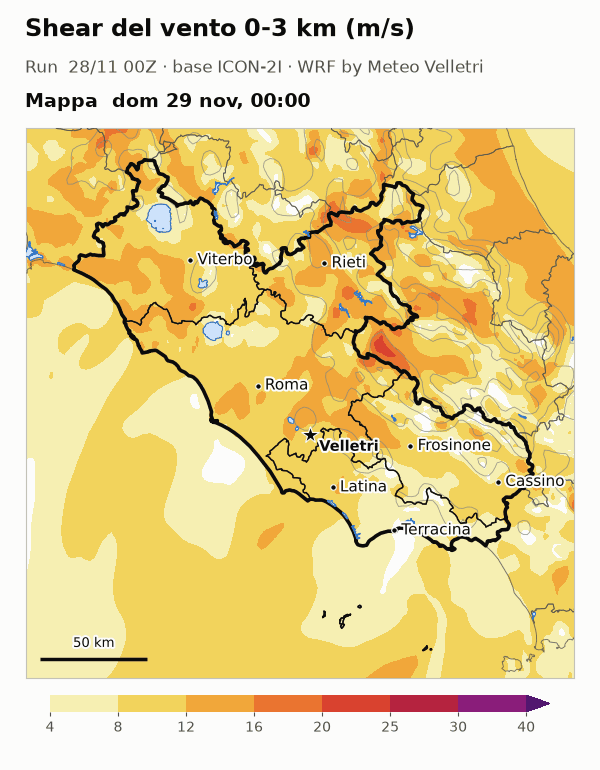 Shear del vento 0-3 km (m/s)
Run  28/11 00Z · base ICON-2I · WRF by Meteo Velletri
Mappa  dom 29 nov, 00:00
Viterbo
Rieti
Roma
Velletri
Frosinone
Latina
Cassino
Terracina
50 km
4 8 12 16 20 25 30 40